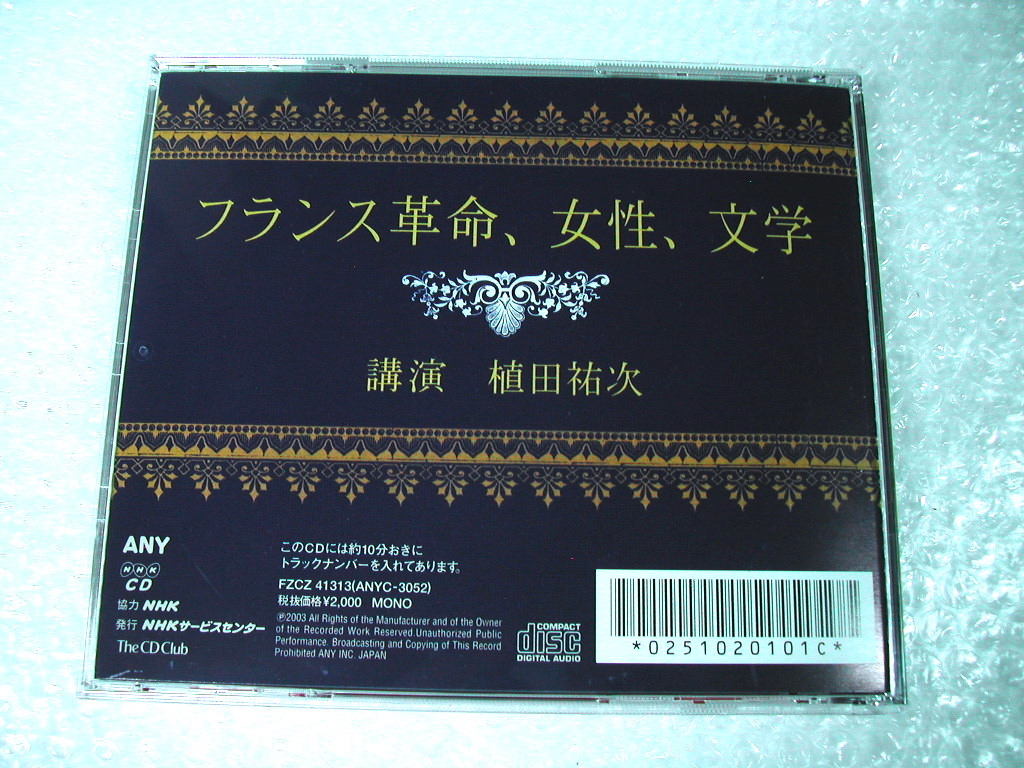 フランス革命、女性、文学
講演　植田祐次
ANY
NHK
CD
協力 NHK
発行 NHKサービスセンター
The CD Club
このCDには約10分おきに
トラックナンバーを入れてあります。
FZCZ 41313(ANYC-3052)
税抜価格¥2,000 MONO
℗2003 All Rights of the Manufacturer and of the Owner
of the Recorded Work Reserved.Unauthorized Public
Performance. Broadcasting and Copying of This Record
Prohibited ANY INC. JAPAN
COMPACT
disc
DIGITAL AUDIO
*0251020101C*